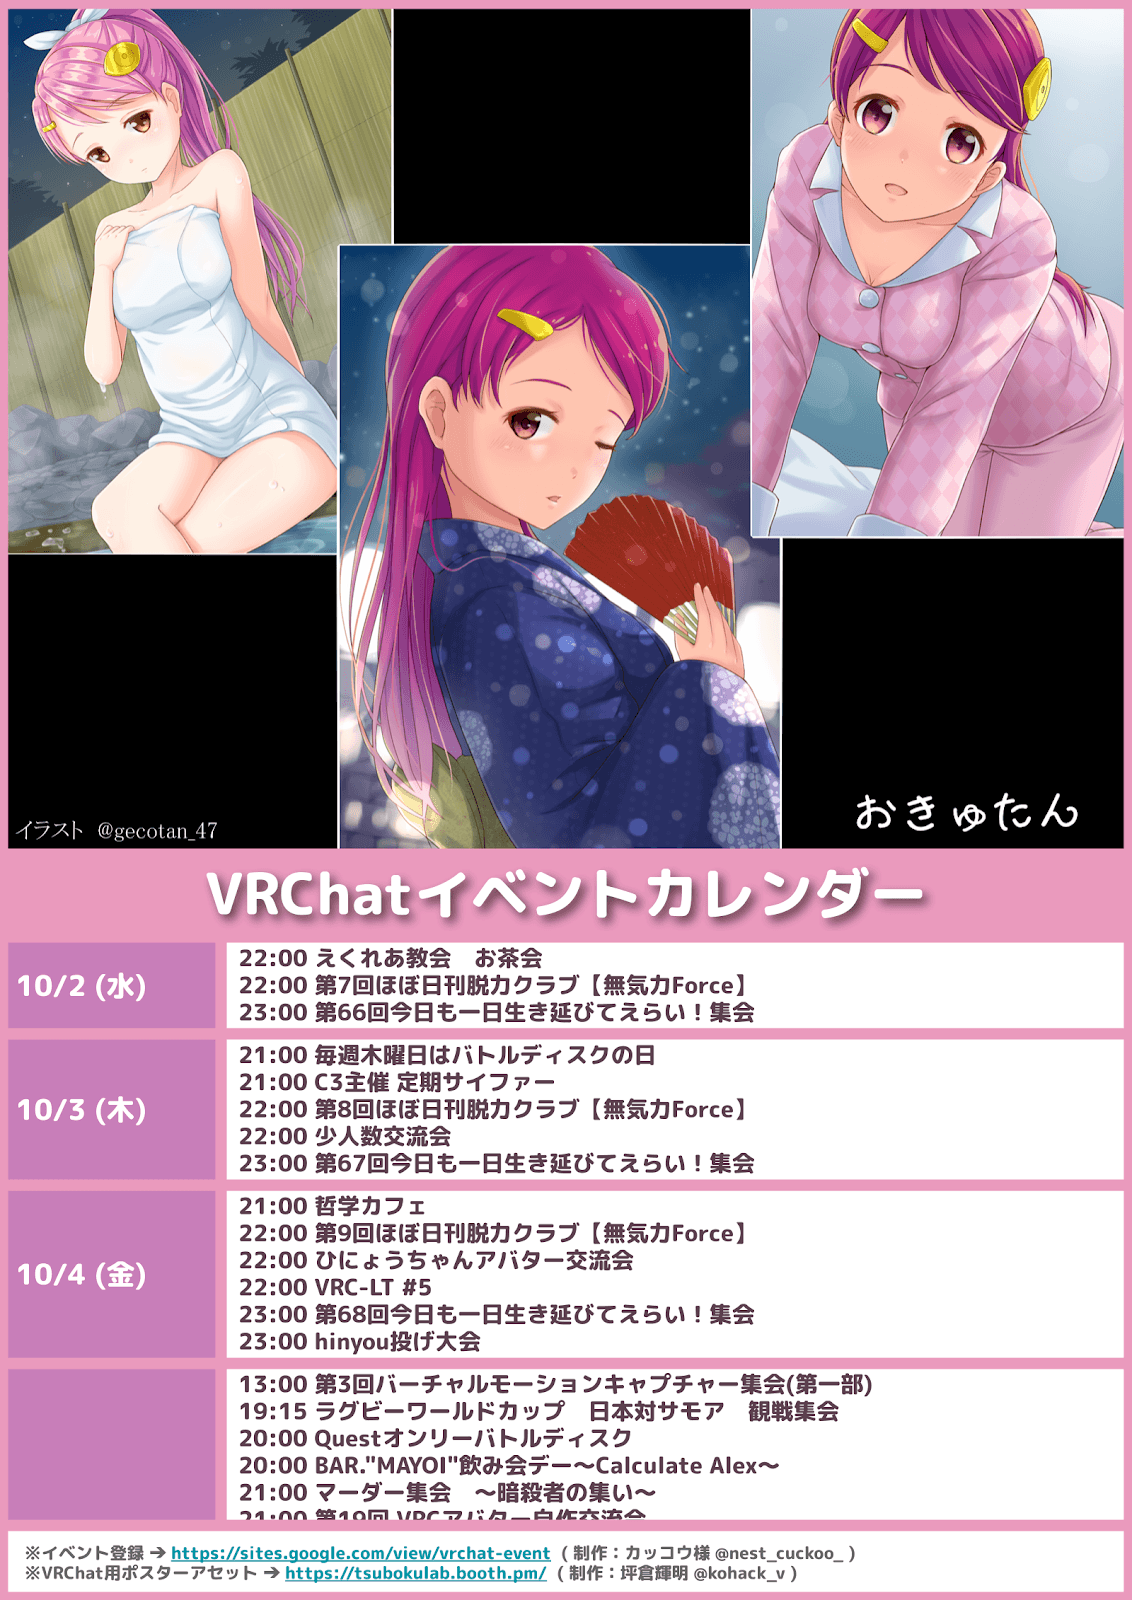 イラスト @gecotan_47
おきゅたん
VRChatイベントカレンダー
10/2 (水)
22:00 えくれあ教会　お茶会
22:00 第7回ほぼ日刊脱力クラブ【無気力Force】
23:00 第66回今日も一日生き延びてえらい！集会
10/3 (木)
21:00 毎週木曜日はバトルディスクの日
21:00 C3主催 定期サイファー
22:00 第8回ほぼ日刊脱力クラブ【無気力Force】
22:00 少人数交流会
23:00 第67回今日も一日生き延びてえらい！集会
10/4 (金)
21:00 哲学カフェ
22:00 第9回ほぼ日刊脱力クラブ【無気力Force】
22:00 ひにょうちゃんアバター交流会
22:00 VRC-LT #5
23:00 第68回今日も一日生き延びてえらい！集会
23:00 hinyou投げ大会
13:00 第3回バーチャルモーションキャプチャー集会(第一部)
19:15 ラグビーワールドカップ　日本対サモア　観戦集会
20:00 Questオンリーバトルディスク
20:00 BAR."MAYOI"飲み会デー～Calculate Alex～
21:00 マーダー集会　～暗殺者の集い～
21:00 第19回 VRCアバター自作交流会
※イベント登録 → https://sites.google.com/view/vrchat-event （制作：カッコウ様 @nest_cuckoo_ ）
※VRChat用ポスターアセット → https://tsubokulab.booth.pm/ （制作：坪倉輝明 @kohack_v ）